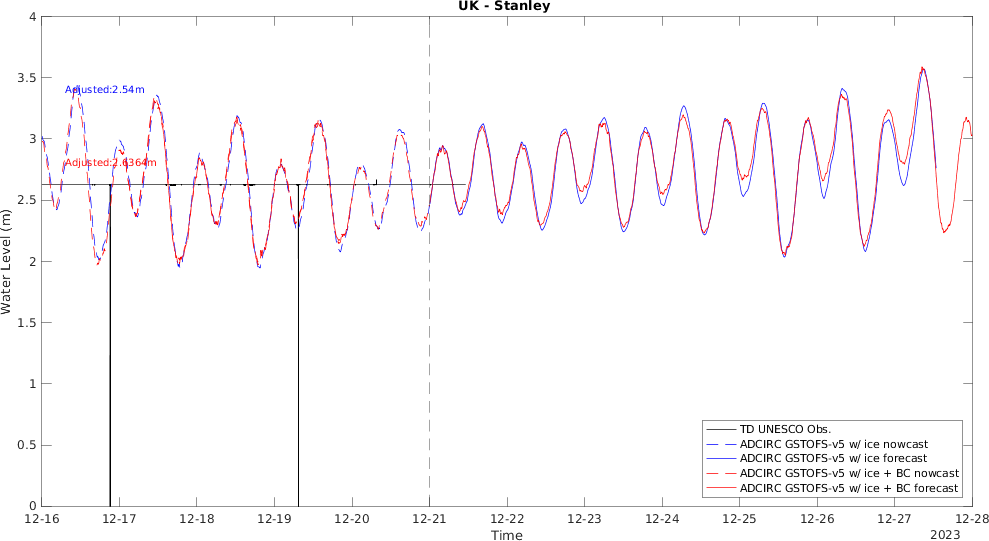 UK - Stanley
4
3.5
3
2.5
2
1.5
1
0.5
0
Water Level (m)
Adjusted:2.54m
Adjusted:2.6364m
TD UNESCO Obs.
ADCIRC GSTOFS-v5 w/ ice nowcast
ADCIRC GSTOFS-v5 w/ ice forecast
ADCIRC GSTOFS-v5 w/ ice + BC nowcast
ADCIRC GSTOFS-v5 w/ ice + BC forecast
12-16 12-17 12-18 12-19 12-20 12-21 12-22 12-23 12-24 12-25 12-26 12-27 12-28
Time
2023